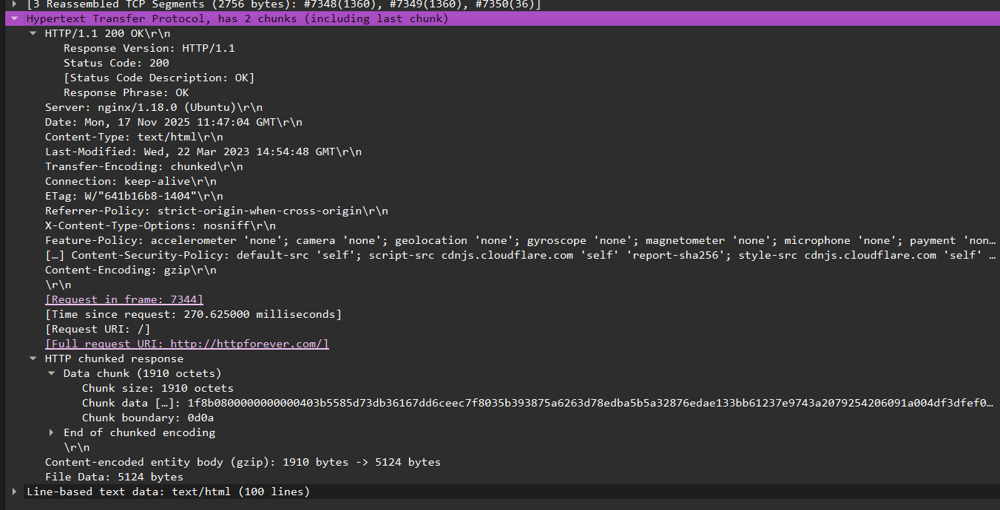 [3 Reassembled TCP Segments (2756 bytes): #7348(1360), #7349(1360), #7350(36)]
Hypertext Transfer Protocol, has 2 chunks (including last chunk)
HTTP/1.1 200 OK\r\n
Response Version: HTTP/1.1
Status Code: 200
[Status Code Description: OK]
Response Phrase: OK
Server: nginx/1.18.0 (Ubuntu)\r\n
Date: Mon, 17 Nov 2025 11:47:04 GMT\r\n
Content-Type: text/html\r\n
Last-Modified: Wed, 22 Mar 2023 14:54:48 GMT\r\n
Transfer-Encoding: chunked\r\n
Connection: keep-alive\r\n
ETag: W/"641b16b8-1404"\r\n
Referrer-Policy: strict-origin-when-cross-origin\r\n
X-Content-Type-Options: nosniff\r\n
Feature-Policy: accelerometer 'none'; camera 'none'; geolocation 'none'; gyroscope 'none'; magnetometer 'none'; microphone 'none'; payment 'non…
[…] Content-Security-Policy: default-src 'self'; script-src cdnjs.cloudflare.com 'self' 'report-sha256'; style-src cdnjs.cloudflare.com 'self' …
Content-Encoding: gzip\r\n
\r\n
[Request in frame: 7344]
[Time since request: 270.625000 milliseconds]
[Request URI: /]
[Full request URI: http://httpforever.com/]
HTTP chunked response
Data chunk (1910 octets)
Chunk size: 1910 octets
Chunk data […]: 1f8b0800000000000403b5585d73db36167dd6ceec7f8035b393875a6263d78edba5b5a32876edae133bb61237e9743a2079254206091a004df3dfef0…
Chunk boundary: 0d0a
End of chunked encoding
\r\n
Content-encoded entity body (gzip): 1910 bytes -> 5124 bytes
File Data: 5124 bytes
Line-based text data: text/html (100 lines)